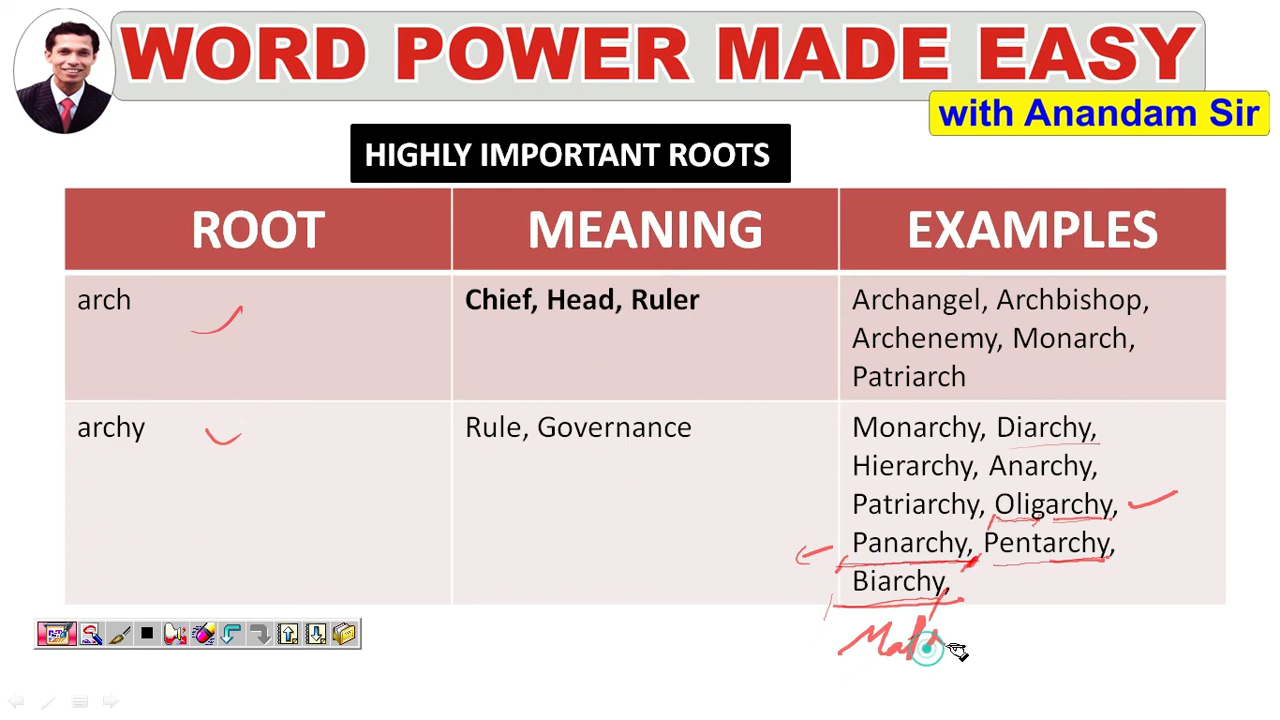 WORD POWER MADE EASY
with Anandam Sir
HIGHLY IMPORTANT ROOTS
ROOT MEANING EXAMPLES
arch Chief, Head, Ruler Archangel, Archbishop,
Archenemy, Monarch,
Patriarch
archy Rule, Governance Monarchy, Diarchy,
Hierarchy, Anarchy,
Patriarchy, Oligarchy,
Panarchy, Pentarchy,
Biarchy,